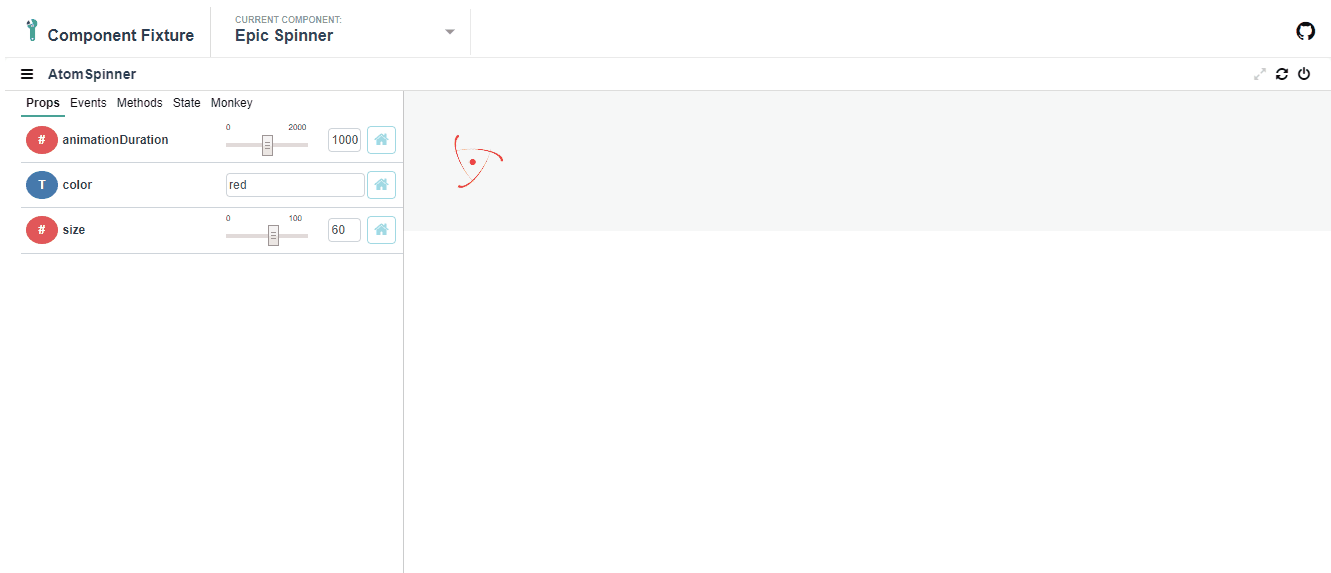 Component Fixture
CURRENT COMPONENT:
Epic Spinner
AtomSpinner
Props Events Methods State Monkey
# animationDuration 0 2000 1000
T color red
# size 0 100 60